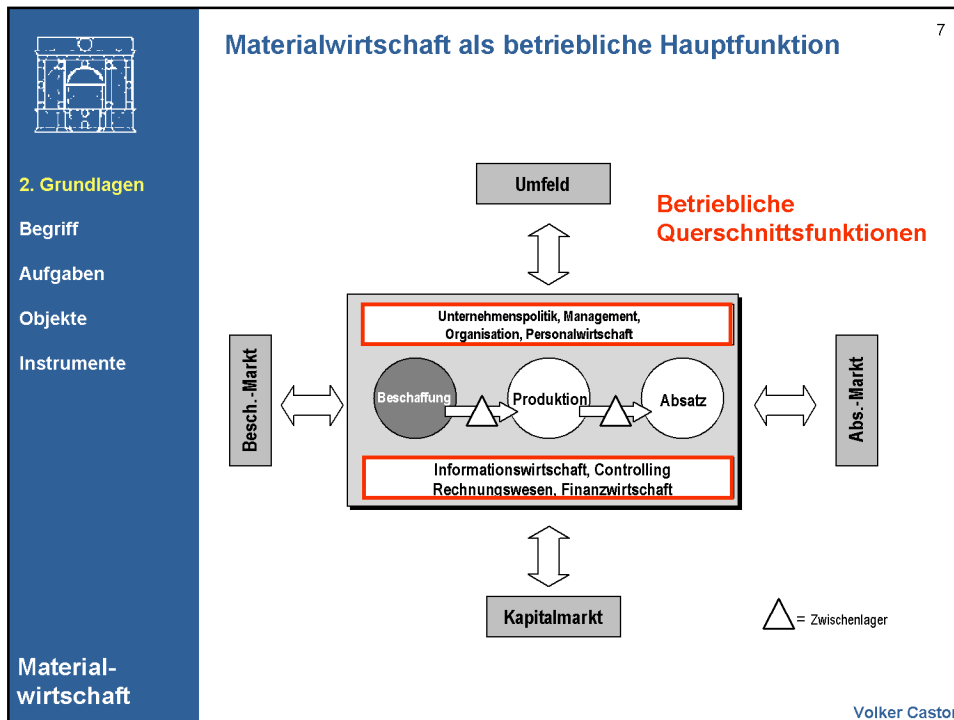 7
Materialwirtschaft als betriebliche Hauptfunktion
2. Grundlagen
Begriff
Aufgaben
Objekte
Instrumente
Material-
wirtschaft
Umfeld
Betriebliche
Querschnittsfunktionen
Unternehmenspolitik, Management,
Organisation, Personalwirtschaft
Besch.-Markt
Beschaffung
Produktion
Absatz
Abs.-Markt
Informationswirtschaft, Controlling
Rechnungswesen, Finanzwirtschaft
Kapitalmarkt
= Zwischenlager
Volker Castor